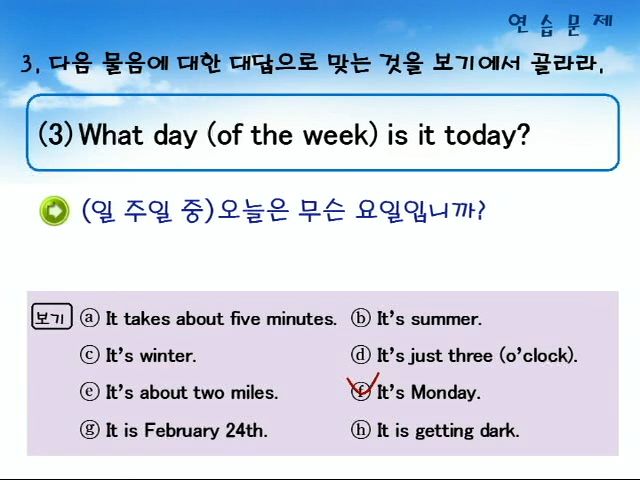 연습문제
3. 다음 물음에 대한 대답으로 맞는 것을 보기에서 골라라.
(3) What day (of the week) is it today?
(일 주일 중)오늘은 무슨 요일입니까?
보기 ⓐ It takes about five minutes. ⓑ It's summer.
ⓒ It's winter. ⓓ It's just three (o'clock).
ⓔ It's about two miles. ⓕ It's Monday.
ⓖ It is February 24th. ⓗ It is getting dark.